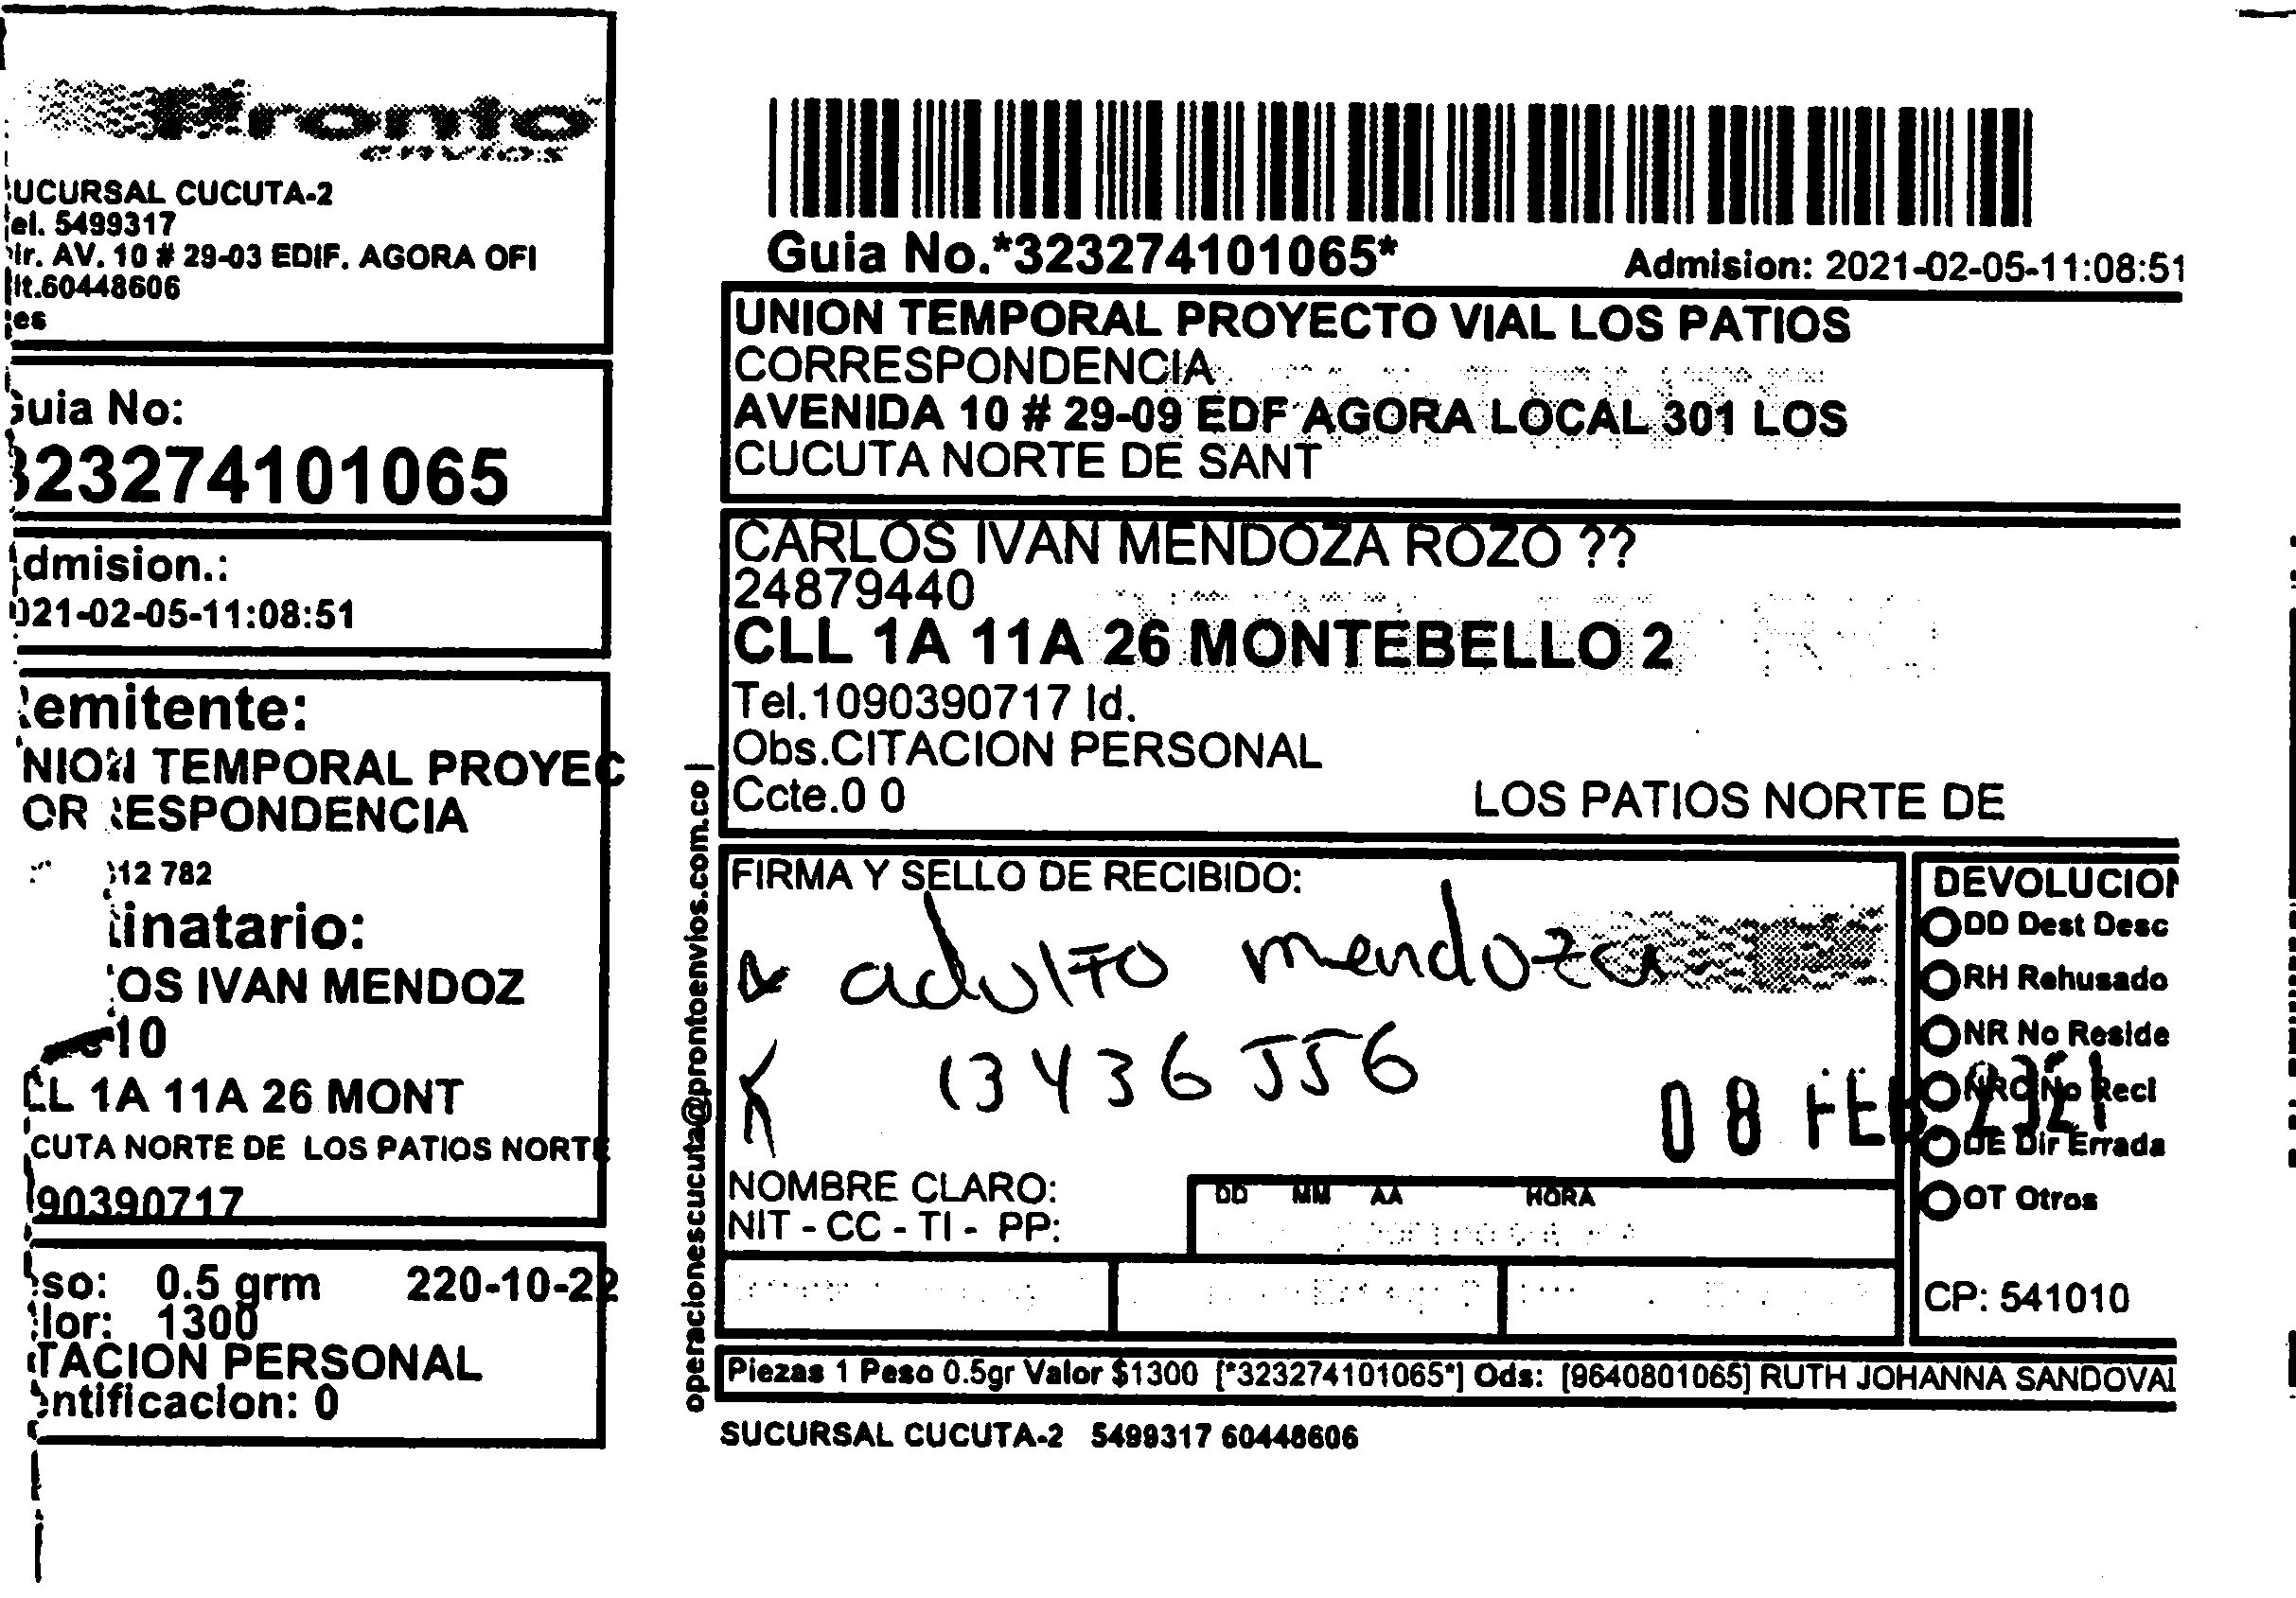 Pronto
envios
UCURSAL CUCUTA-2
el. 5499317
ir. AV. 10 # 29-03 EDIF. AGORA OFI
it.60448606
es
uia No:
323274101065
dmision.:
021-02-05-11:08:51
emitente:
NION TEMPORAL PROYEC
OR RESPONDENCIA
12 782
tinatario:
OS IVAN MENDOZ
10
LL 1A 11A 26 MONT
CUTA NORTE DE LOS PATIOS NORTE
90390717
so: 0.5 grm 220-10-22
lor: 1300
TACION PERSONAL
ntificacion: 0
operacionescucuta@prontoenvios.com.co |
Guia No.*323274101065*
Admision: 2021-02-05-11:08:51
UNION TEMPORAL PROYECTO VIAL LOS PATIOS
CORRESPONDENCIA
AVENIDA 10 # 29-09 EDF AGORA LOCAL 301 LOS
CUCUTA NORTE DE SANT
CARLOS IVAN MENDOZA ROZO ??
24879440
CLL 1A 11A 26 MONTEBELLO 2
Tel.1090390717 Id.
Obs.CITACION PERSONAL
Ccte.0 0 LOS PATIOS NORTE DE
FIRMA Y SELLO DE RECIBIDO:
adulfo mendoza
13436556
08 FEB 2021
NOMBRE CLARO:
NIT - CC - TI - PP:
DD MM AA HORA
DEVOLUCION
DD Dest Desc
RH Rehusado
NR No Reside
NRC No Recl
DE Dir Errada
OT Otros
CP: 541010
Piezas 1 Peso 0.5gr Valor $1300 [*323274101065*] Ods: [9640801065] RUTH JOHANNA SANDOVAL
SUCURSAL CUCUTA-2 5499317 60448606